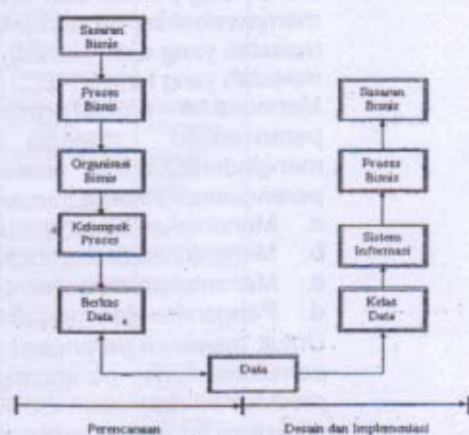 Sasaran
Bisnis
Proses
Bisnis
Organisasi
Bisnis
Kelompok
Proses
Berkas
Data
Data
Sasaran
Bisnis
Proses
Bisnis
Sistem
Informasi
Kelas
Data
Perencanaan
Desain dan Implementasi